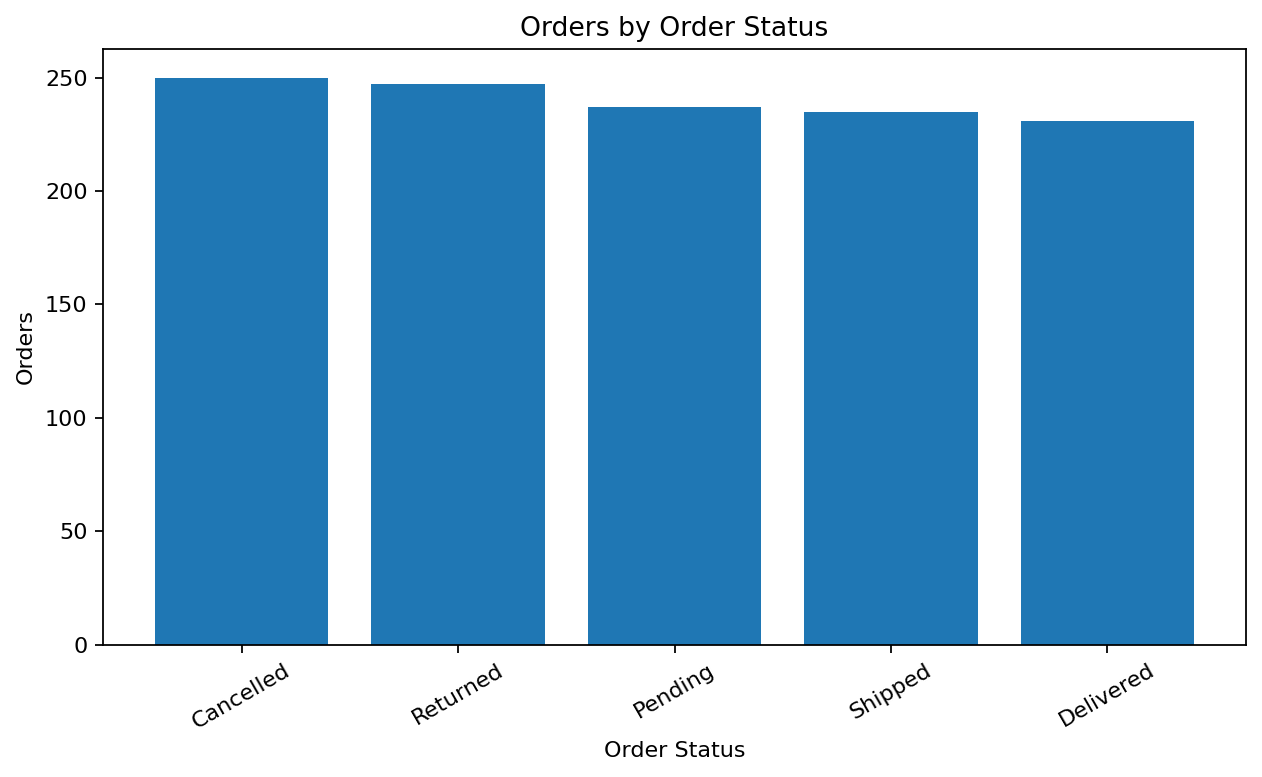 Orders by Order Status
250
200
150
100
50
0
Orders
Cancelled
Returned
Pending
Shipped
Delivered
Order Status